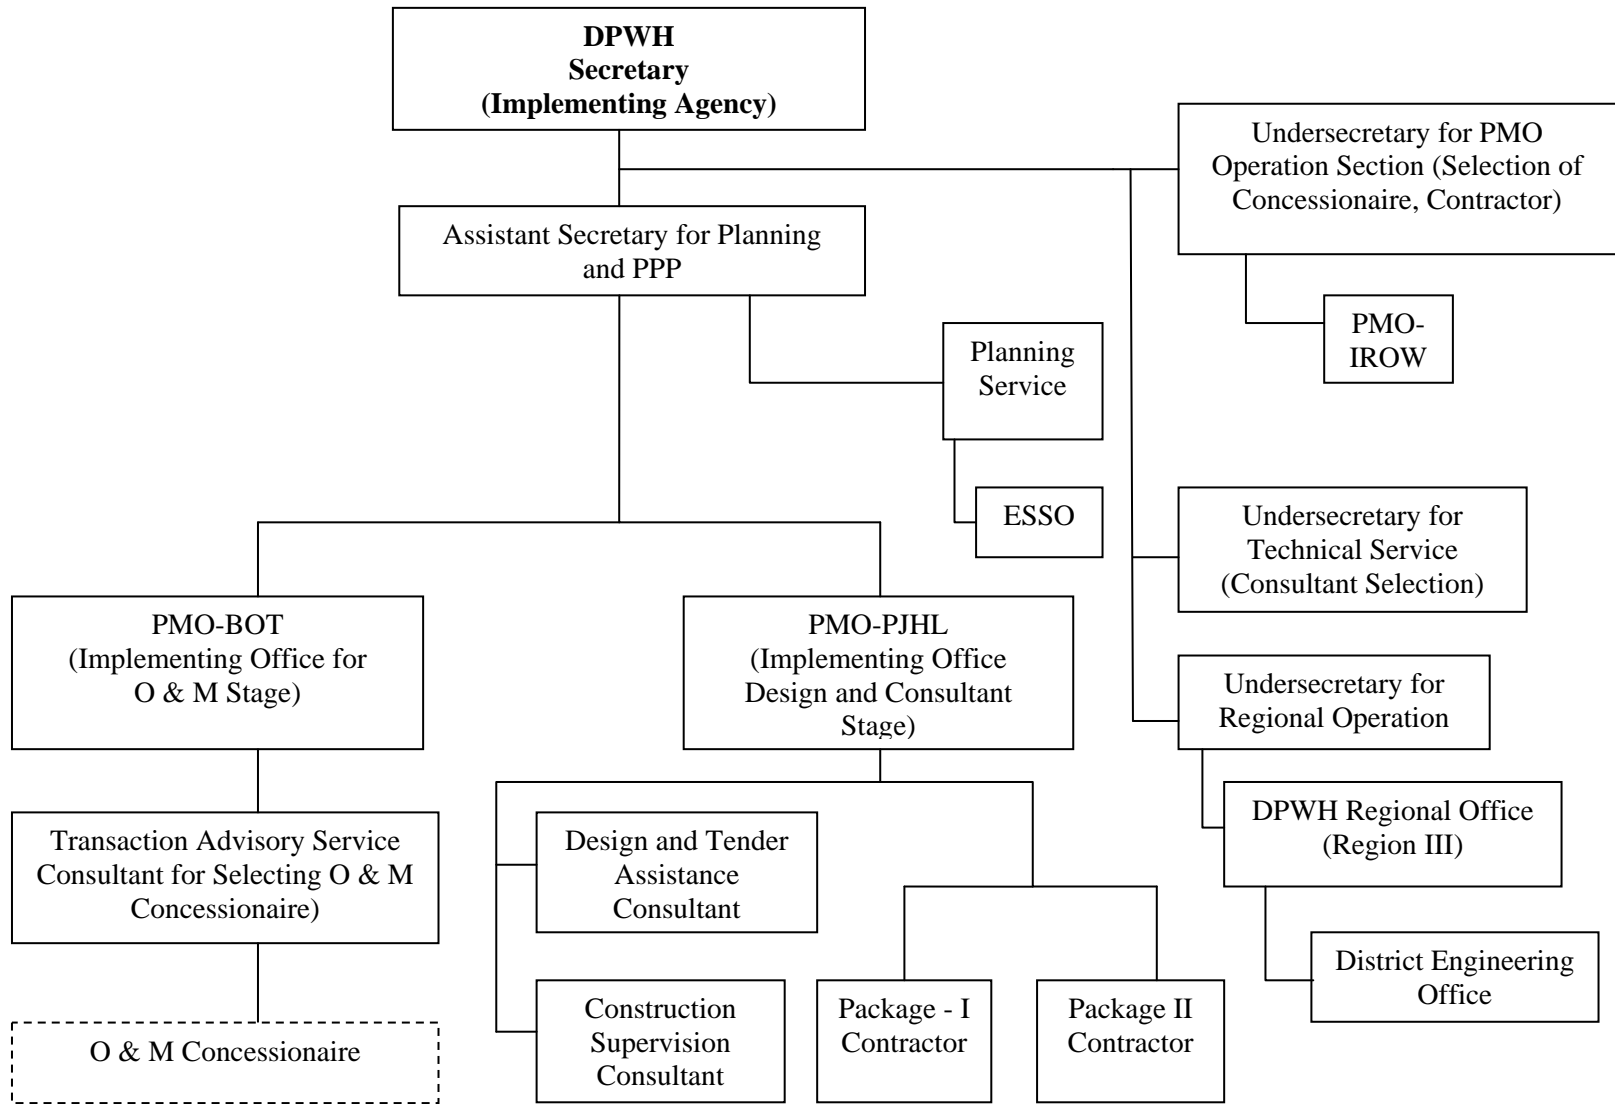 DPWH
Secretary
(Implementing Agency)
Undersecretary for PMO
Operation Section (Selection of
Concessionaire, Contractor)
Assistant Secretary for Planning
and PPP
PMO-
IROW
Planning
Service
ESSO
Undersecretary for
Technical Service
(Consultant Selection)
PMO-BOT
(Implementing Office for
O & M Stage)
PMO-PJHL
(Implementing Office
Design and Consultant
Stage)
Undersecretary for
Regional Operation
Transaction Advisory Service
Consultant for Selecting O & M
Concessionaire)
Design and Tender
Assistance
Consultant
DPWH Regional Office
(Region III)
District Engineering
Office
Construction
Supervision
Consultant
Package - I
Contractor
Package II
Contractor
O & M Concessionaire